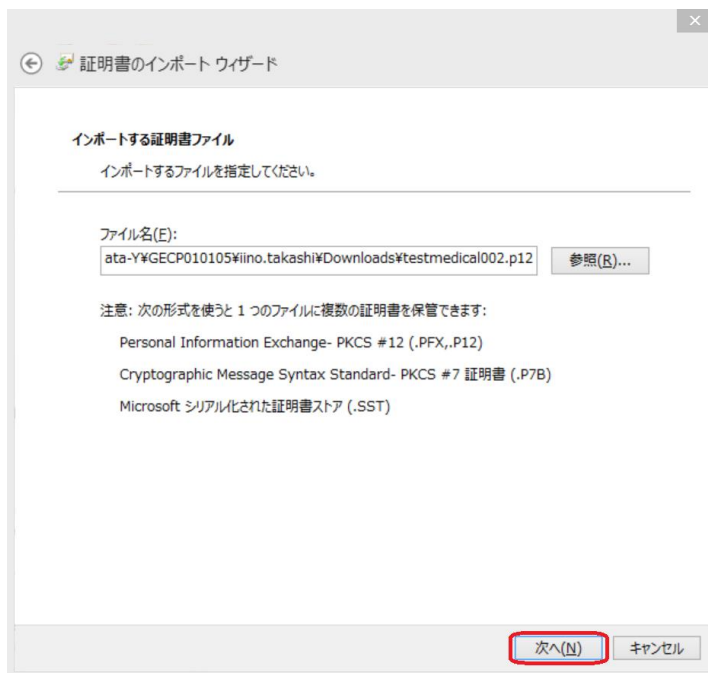 証明書のインポート ウィザード
インポートする証明書ファイル
インポートするファイルを指定してください。
ファイル名(F):
ata-Y¥GECP010105¥iino.takashi¥Downloads¥testmedical002.p12
参照(R)...
注意: 次の形式を使うと 1 つのファイルに複数の証明書を保管できます:
Personal Information Exchange- PKCS #12 (.PFX,.P12)
Cryptographic Message Syntax Standard- PKCS #7 証明書 (.P7B)
Microsoft シリアル化された証明書ストア (.SST)
次へ(N)
キャンセル